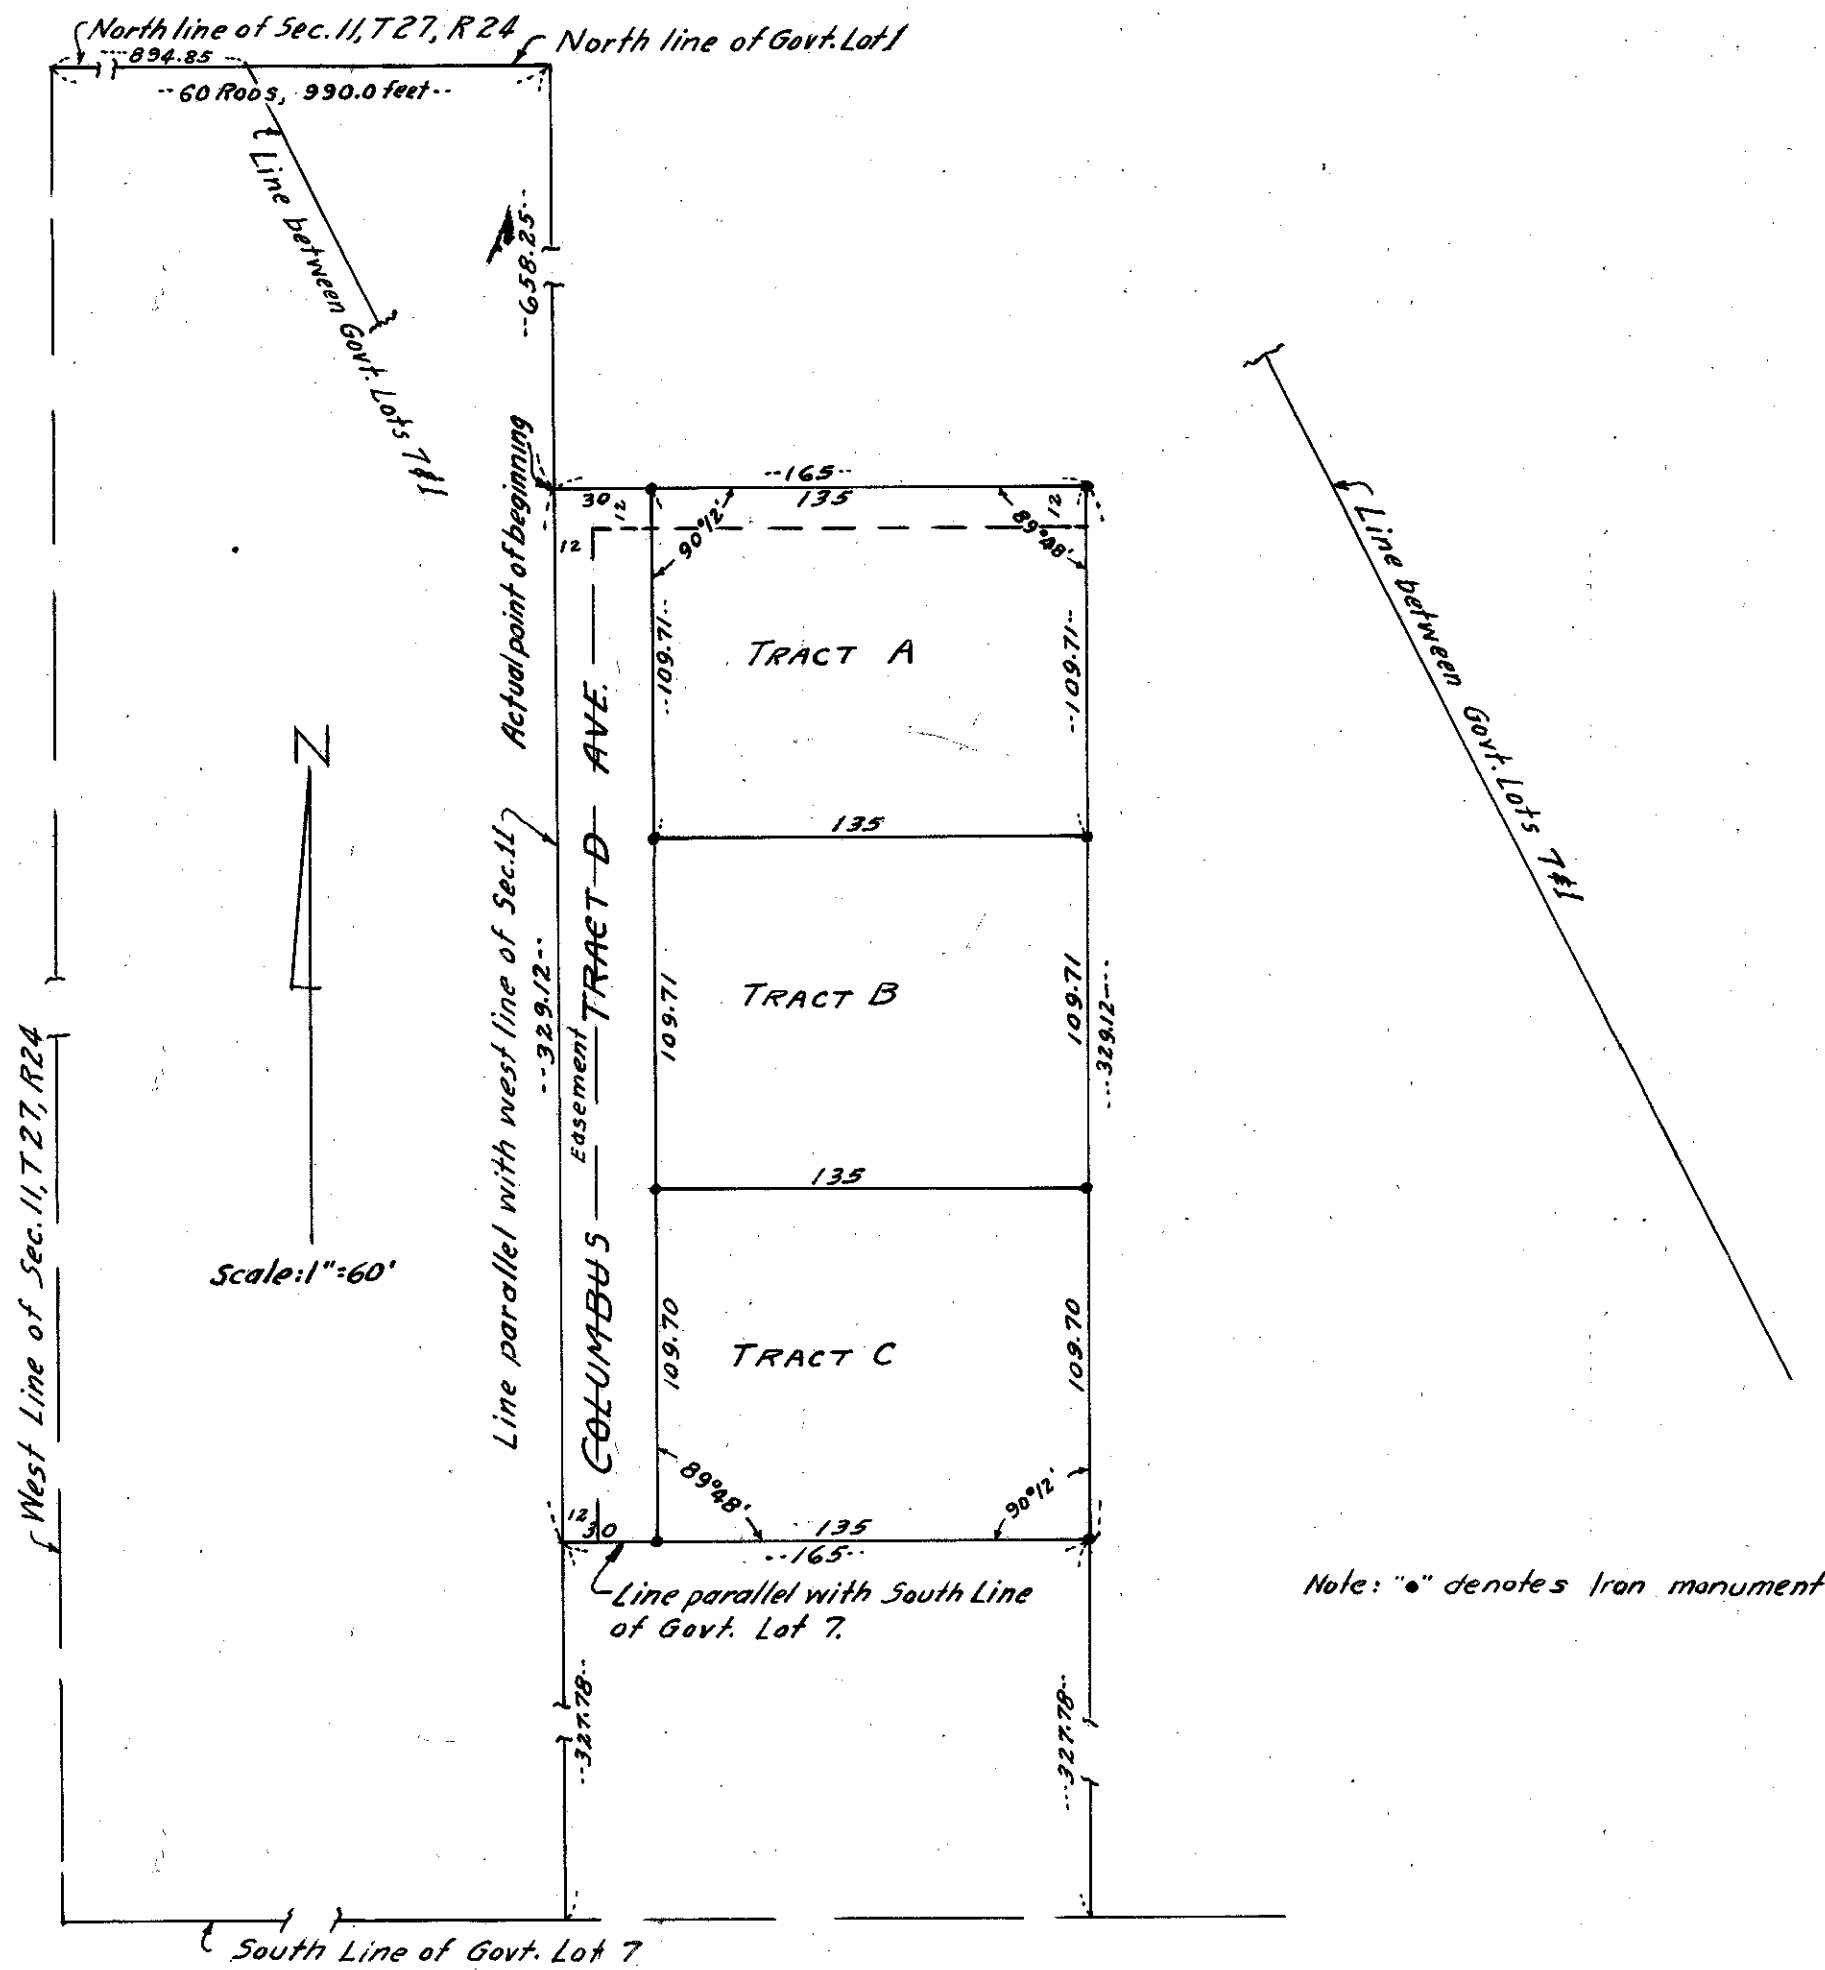 North line of Sec. 11, T 27, R 24
North line of Govt. Lot 1
--894.85
--60 Rods, 990.0 feet--
Line between Govt. Lots 7&1
--658.25--
Actual point of beginning
--165--
30
135
12
12
12
90°12'
89°48'
--109.71--
TRACT A
--109.71--
Line between Govt. Lots 7&1
N
Scale: 1"=60'
135
Line parallel with west line of Sec. 11
--329.12--
Easement
COLUMBUS TRACT D AVE.
109.71
TRACT B
109.71
---329.12---
West Line of Sec. 11, T 27, R24
135
109.70
TRACT C
109.70
89°48'
90°12'
12
30
135
--165--
Line parallel with South Line
of Govt. Lot 7.
Note: "●" denotes Iron monument
--327.78--
---327.78--
South Line of Govt. Lot 7